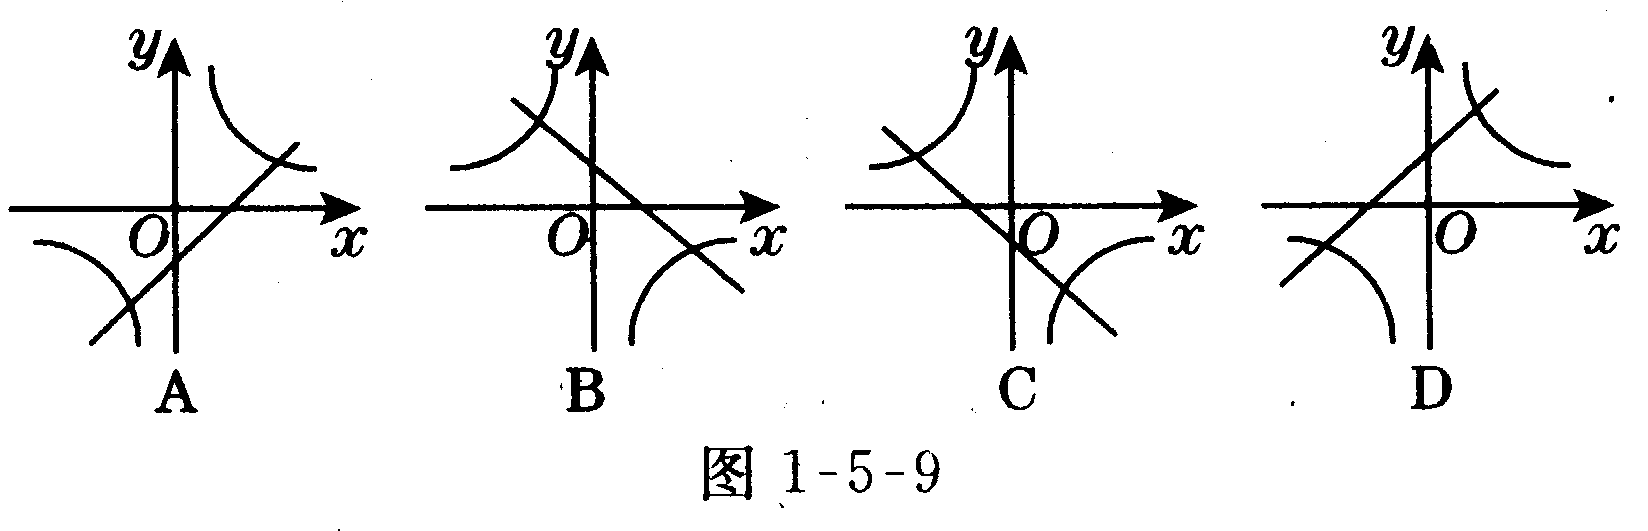 y y y y
O x O x O x O x
A B C D
图 1-5-9